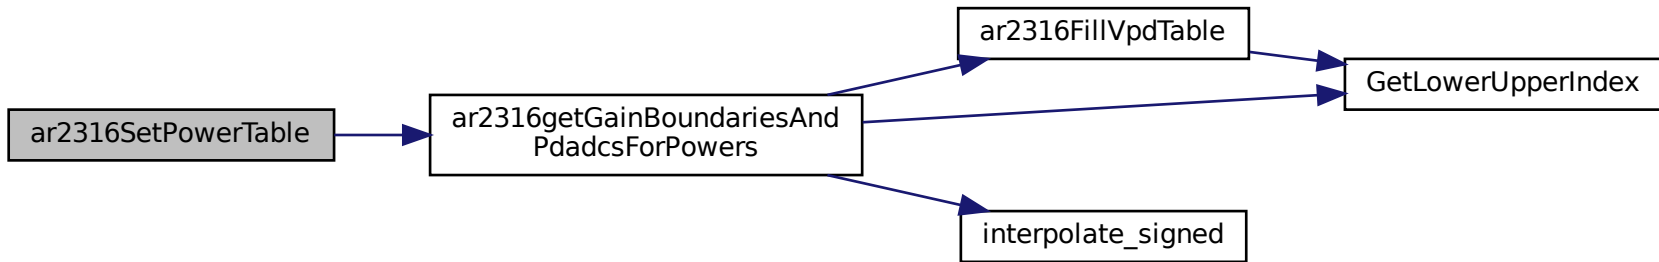 ar2316SetPowerTable
ar2316getGainBoundariesAnd
PdadcsForPowers
ar2316FillVpdTable
GetLowerUpperIndex
interpolate_signed